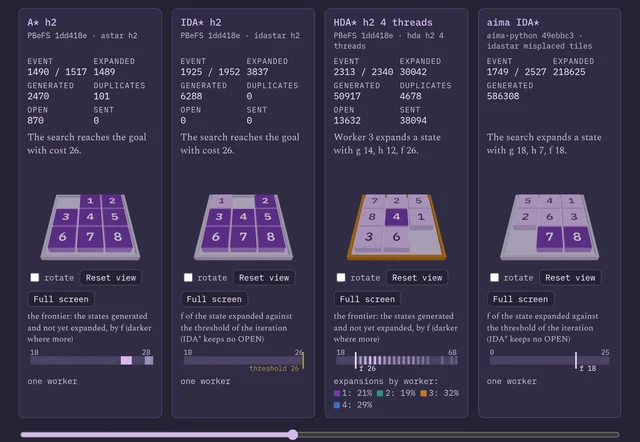 A* h2
PBeFS 1dd418e · astar h2
EVENT EXPANDED
1490 / 1517 1489
GENERATED DUPLICATES
2470 101
OPEN SENT
870 0
The search reaches the goal
with cost 26.
1 2
3 4 5
6 7 8
rotate Reset view
Full screen
the frontier: the states generated
and not yet expanded, by f (darker
where more)
18 28
one worker
IDA* h2
PBeFS 1dd418e · idastar h2
EVENT EXPANDED
1925 / 1952 3837
GENERATED DUPLICATES
6288 0
OPEN SENT
0 0
The search reaches the goal
with cost 26.
1 2
3 4 5
6 7 8
rotate Reset view
Full screen
f of the state expanded against
the threshold of the iteration
(IDA* keeps no OPEN)
18 26
threshold 26
one worker
HDA* h2 4 threads
PBeFS 1dd418e · hda h2 4
threads
EVENT EXPANDED
2313 / 2340 30042
GENERATED DUPLICATES
50917 4678
OPEN SENT
13632 38094
Worker 3 expands a state
with g 14, h 12, f 26.
7 2 5
8 4 1
3 6
rotate Reset view
Full screen
the frontier: the states generated
and not yet expanded, by f (darker
where more)
18 68
f 26
expansions by worker:
1: 21% 2: 19% 3: 32%
4: 29%
aima IDA*
aima-python 49ebbc3 ·
idastar misplaced tiles
EVENT EXPANDED
1749 / 2527 218625
GENERATED
586308
The search expands a state
with g 18, h 7, f 18.
5 4 1
2 6 3
7 8
rotate Reset view
Full screen
f of the state expanded against
the threshold of the iteration
(IDA* keeps no OPEN)
0 25
f 18
one worker